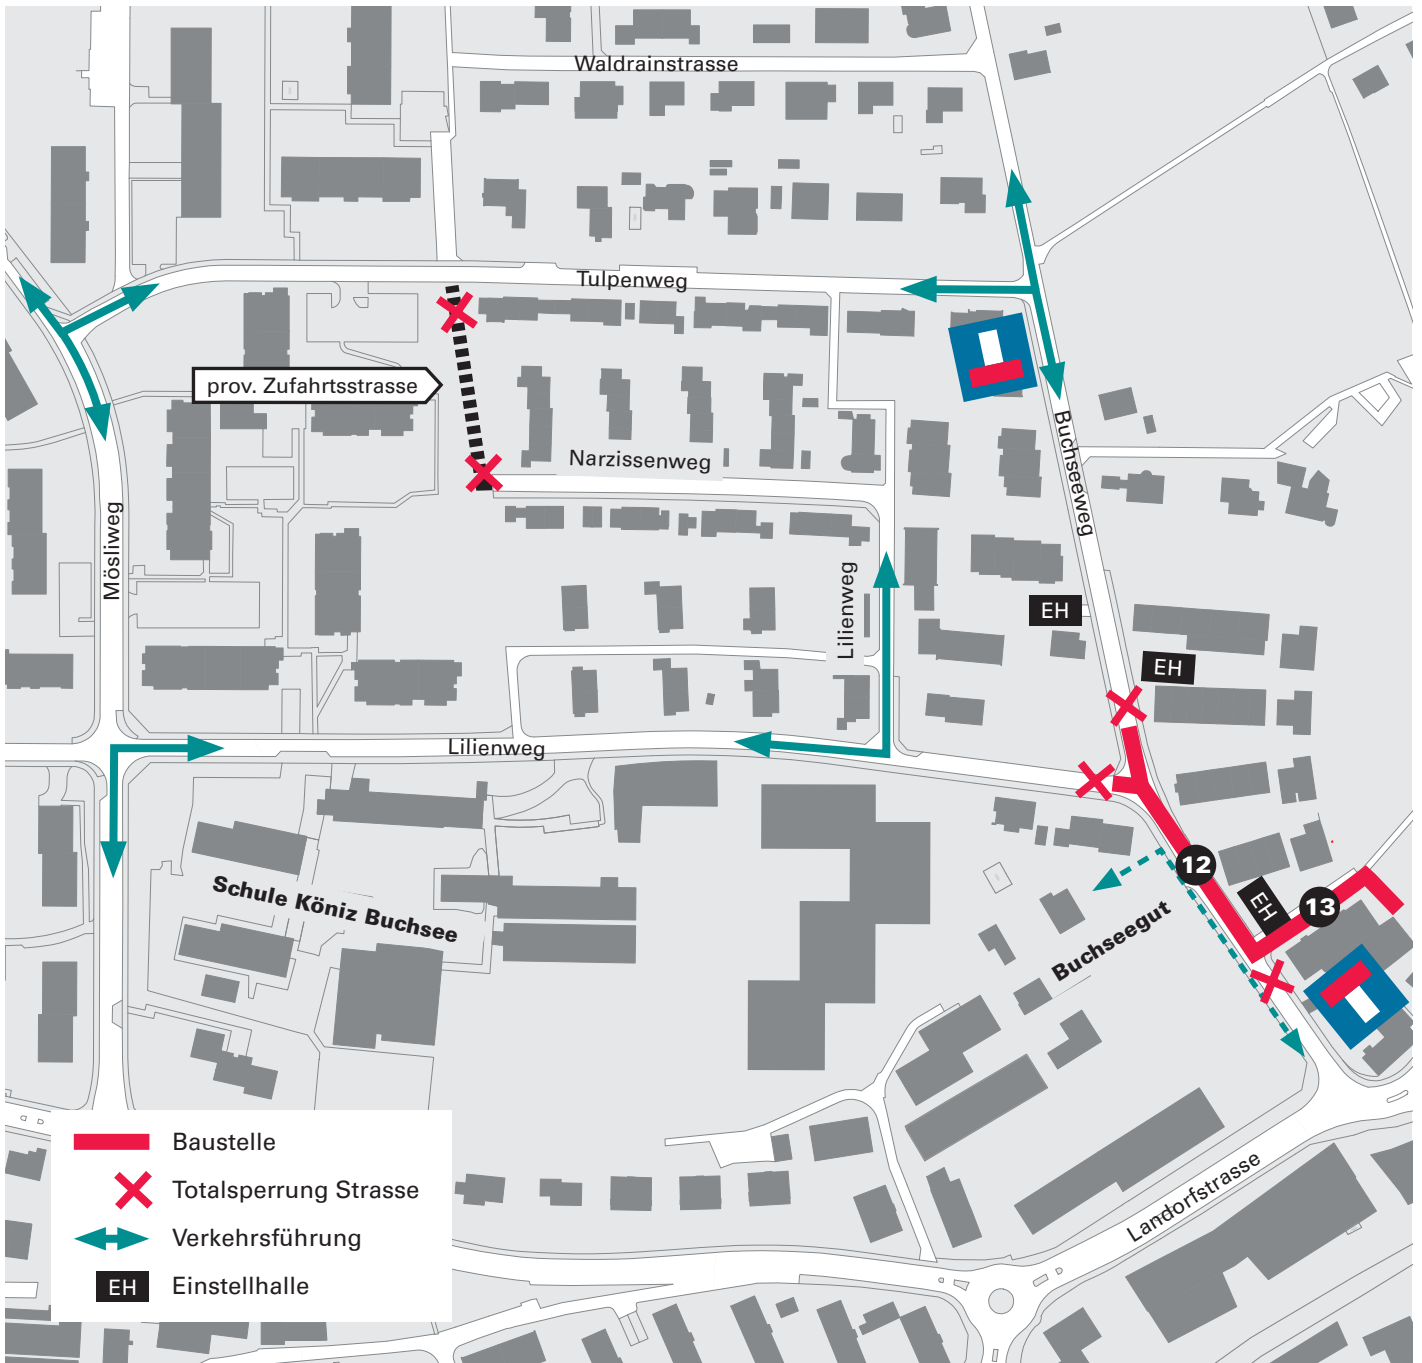 Waldrainstrasse
Tulpenweg
prov. Zufahrtsstrasse
Narzissenweg
Buchseeweg
Mösliweg
Lilienweg
EH
EH
Lilienweg
12
Schule Köniz Buchsee
EH
13
Buchseegut
Baustelle
Totalsperrung Strasse
Landorfstrasse
Verkehrsführung
EH Einstellhalle